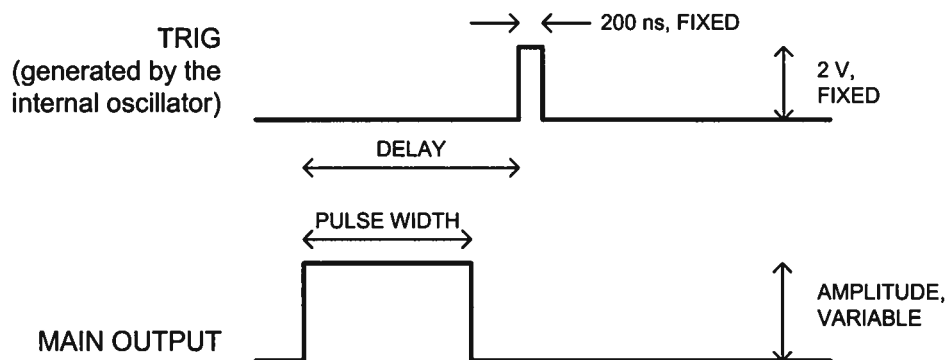 200 ns, FIXED
TRIG
(generated by the
internal oscillator)
2 V,
FIXED
DELAY
PULSE WIDTH
AMPLITUDE,
VARIABLE
MAIN OUTPUT